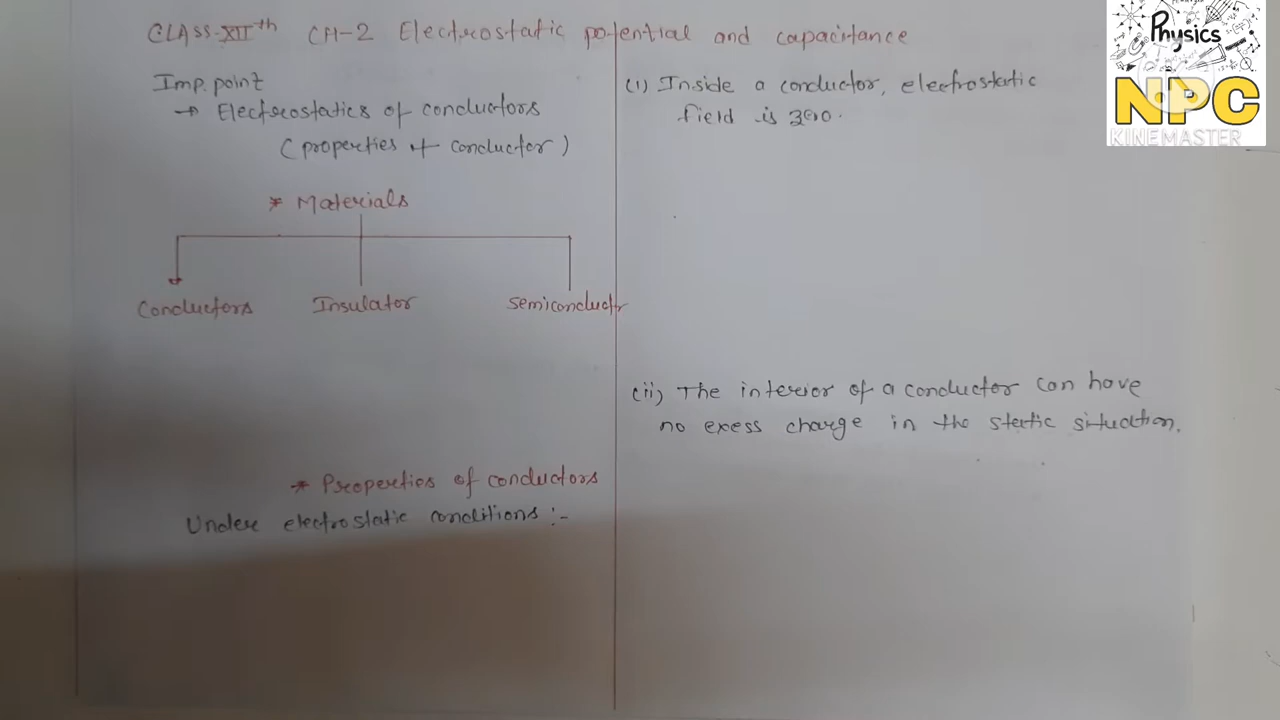 CLASS-XIIth CH-2 Electrostatic potential and capacitance
Imp. point
→ Electrostatics of conductors
(properties of conductor)
* Materials
Conductors Insulator Semiconductr
* Properties of conductors
Under electrostatic conditions :-
(i) Inside a conductor, electrostatic
field is zero.
(ii) The interior of a conductor can have
no exess charge in the static situation.
Physics
NPC
KINEMASTER